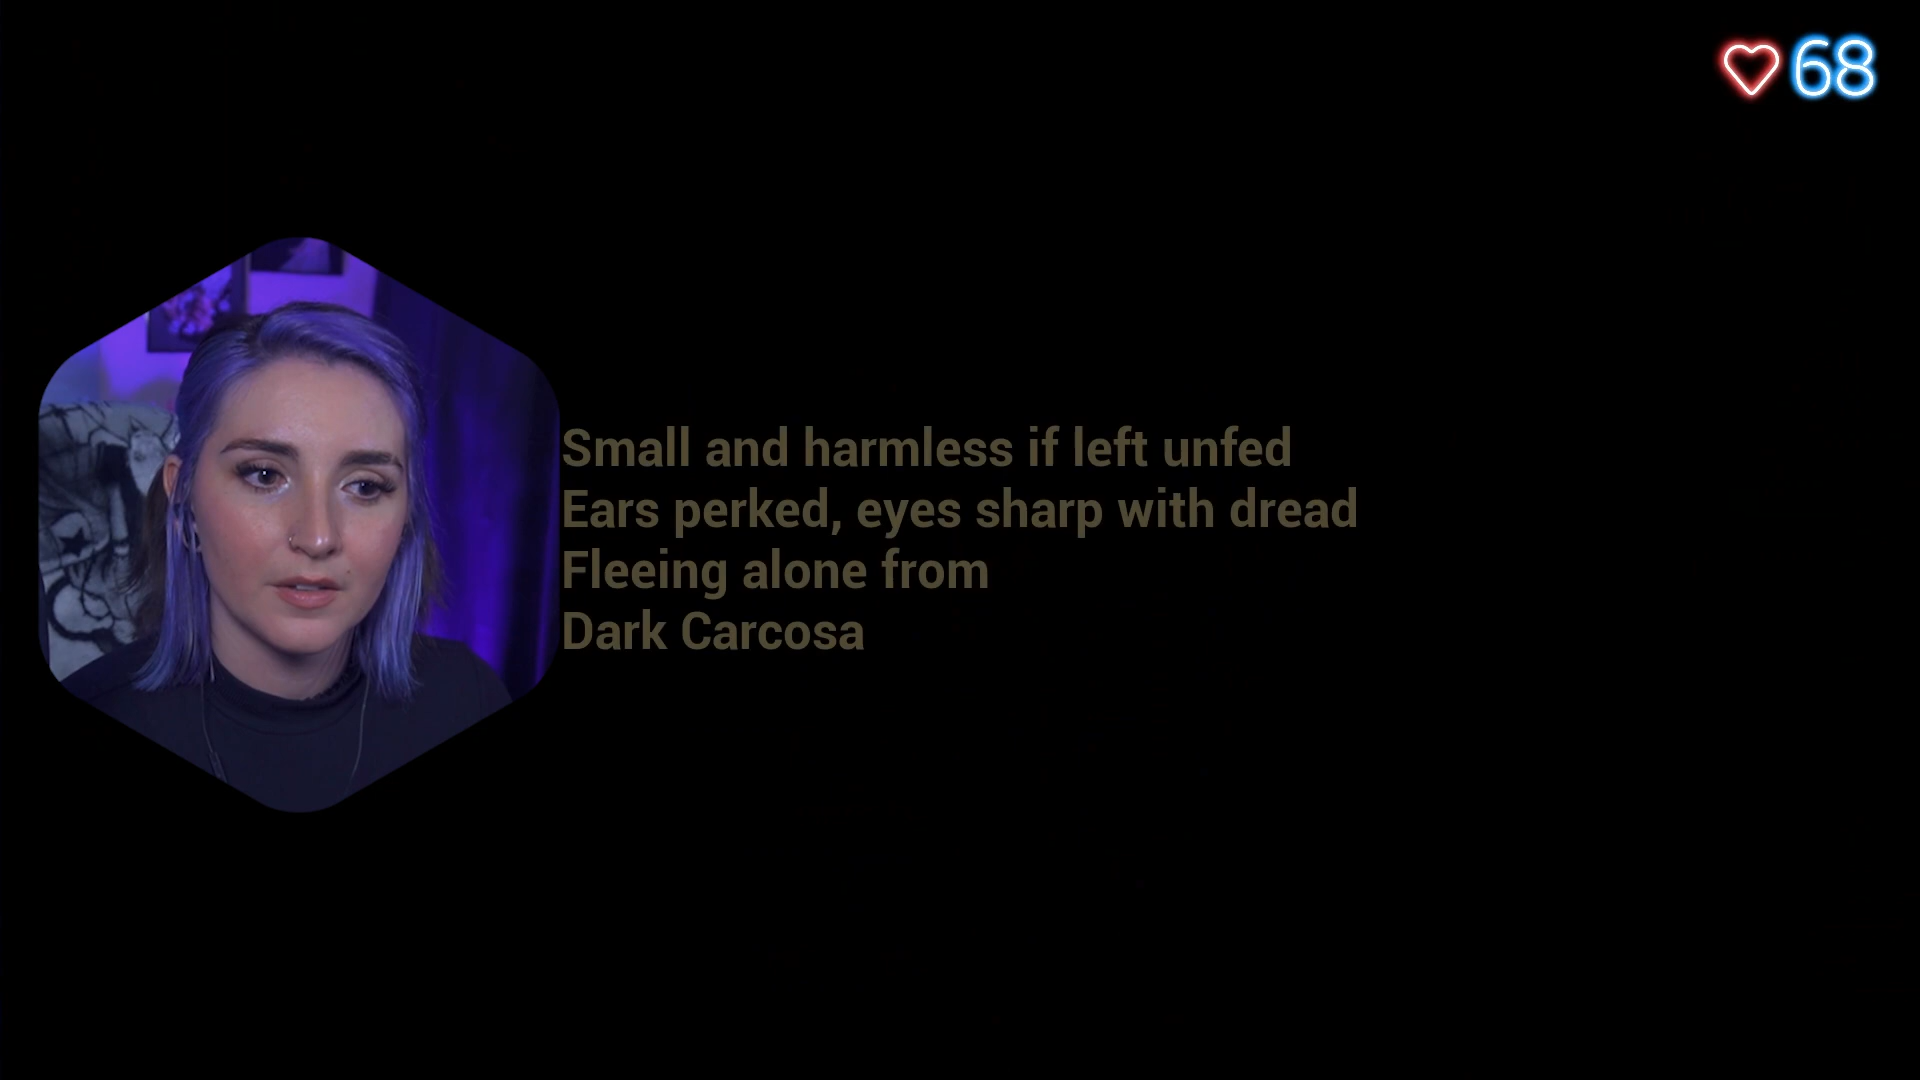 68
Small and harmless if left unfed
Ears perked, eyes sharp with dread
Fleeing alone from
Dark Carcosa